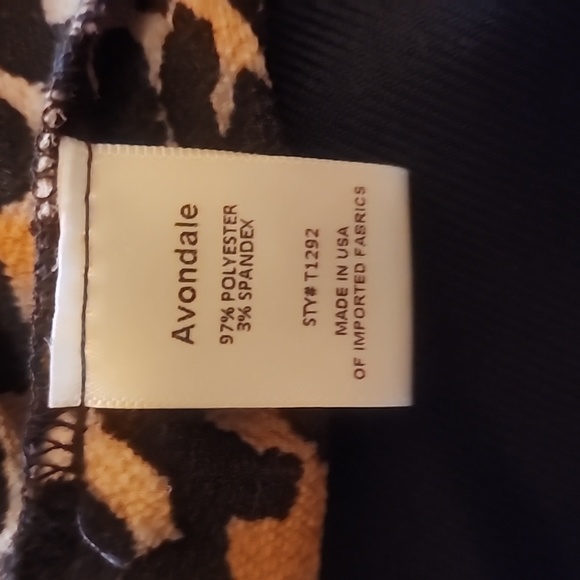 Avondale
97% POLYESTER
3% SPANDEX
STY# T1292
MADE IN USA
OF IMPORTED FABRICS